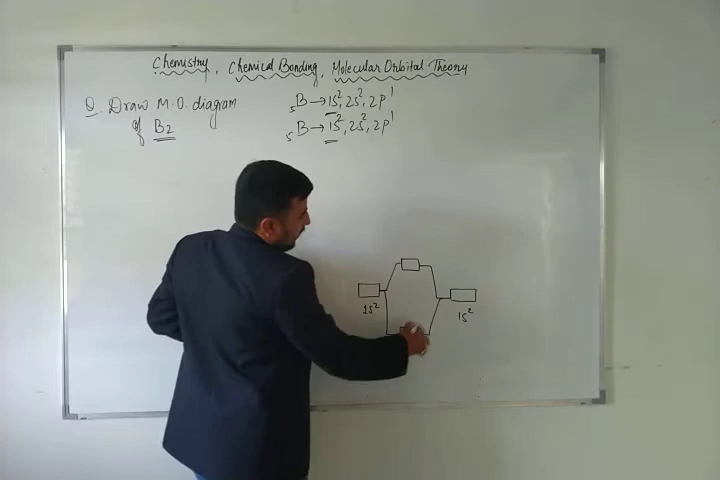 Chemistry, Chemical Bonding, Molecular Orbital Theory
Q. Draw M.O. diagram
of B2
₅B → 1s², 2s², 2p¹
₅B → 1s², 2s², 2p¹
1s²
1s²